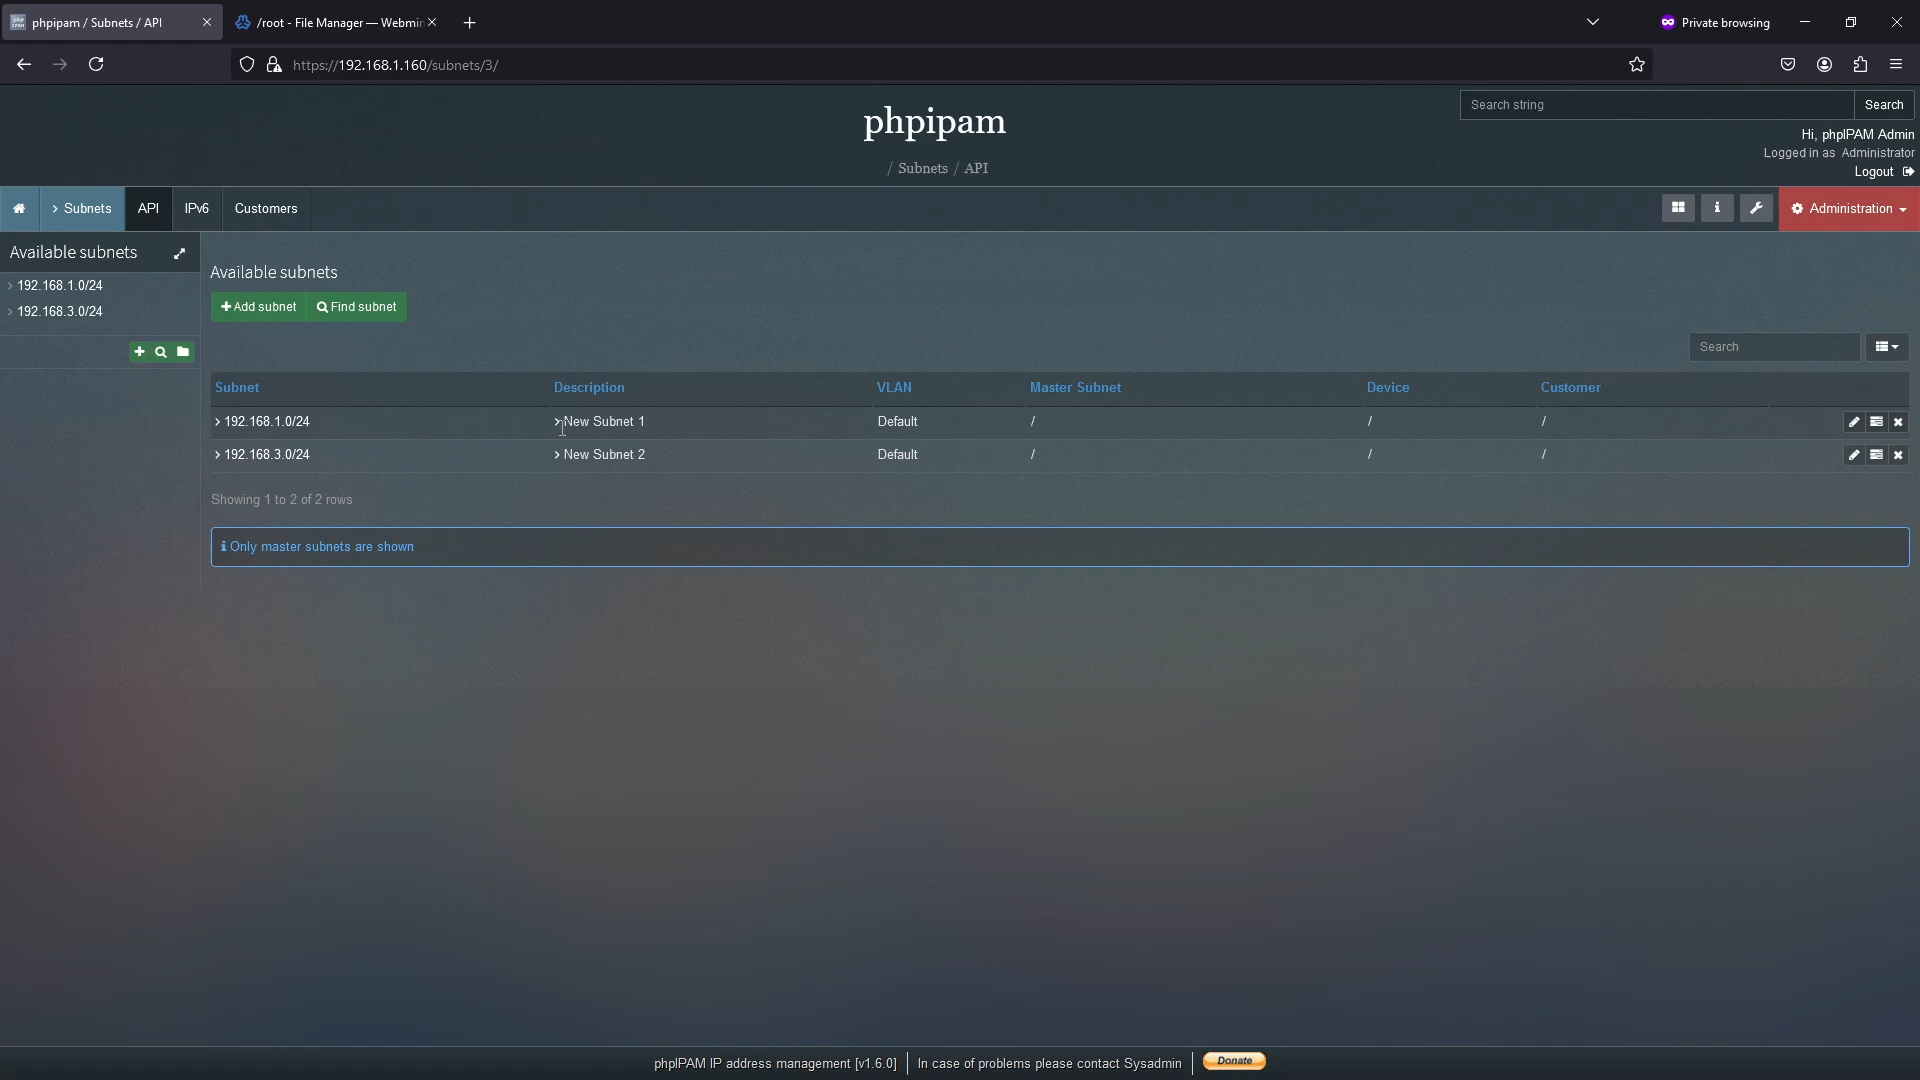 phpipam / Subnets / API
/root - File Manager — Webmin
Private browsing
https://192.168.1.160/subnets/3/
phpipam
/ Subnets / API
Search string
Search
Hi, phpIPAM Admin
Logged in as Administrator
Logout
Subnets
API
IPv6
Customers
Administration
Available subnets
192.168.1.0/24
192.168.3.0/24
Available subnets
Add subnet
Find subnet
Search
Subnet Description VLAN Master Subnet Device Customer
192.168.1.0/24 New Subnet 1 Default / / /
192.168.3.0/24 New Subnet 2 Default / / /
Showing 1 to 2 of 2 rows
Only master subnets are shown
phpIPAM IP address management [v1.6.0]
In case of problems please contact Sysadmin
Donate